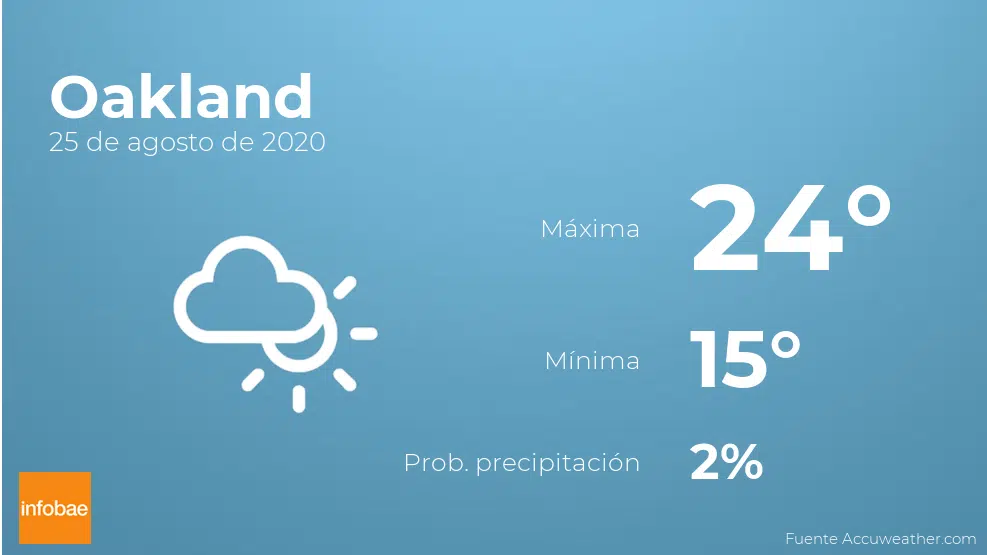 Oakland
25 de agosto de 2020
Máxima 24°
Mínima 15°
Prob. precipitación 2%
infobae
Fuente Accuweather.com